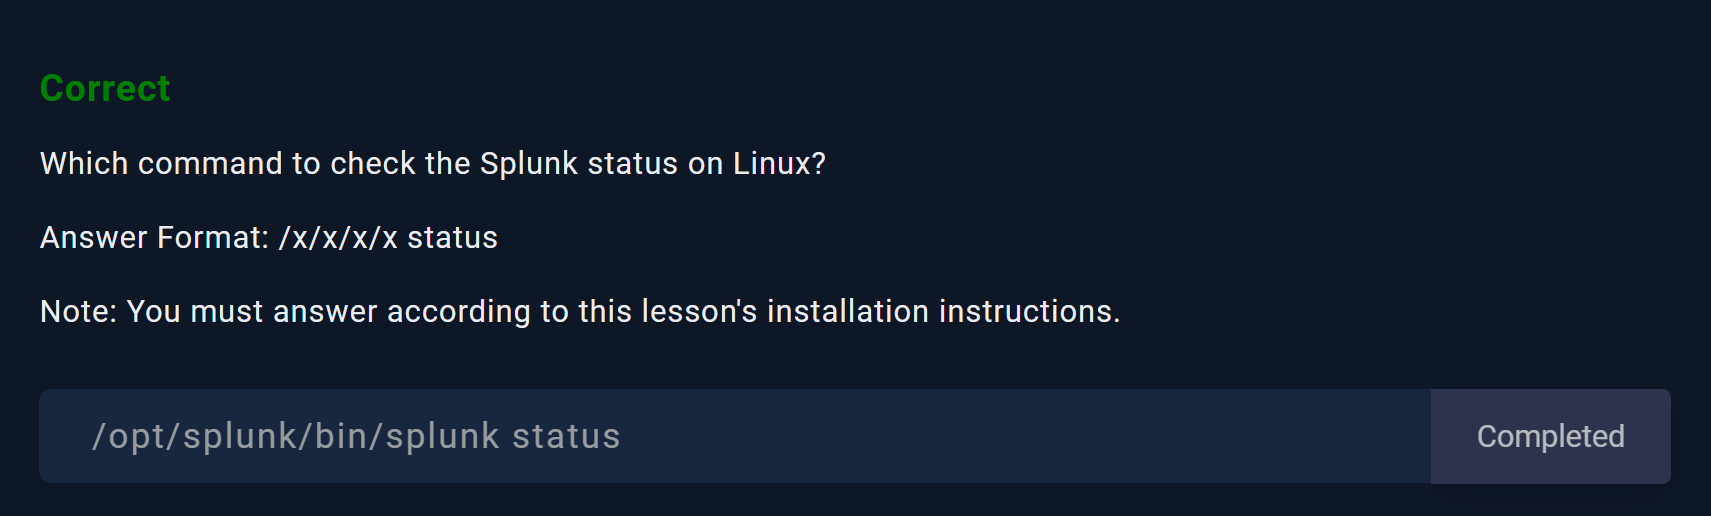 Correct
Which command to check the Splunk status on Linux?
Answer Format: /x/x/x/x status
Note: You must answer according to this lesson's installation instructions.
/opt/splunk/bin/splunk status
Completed